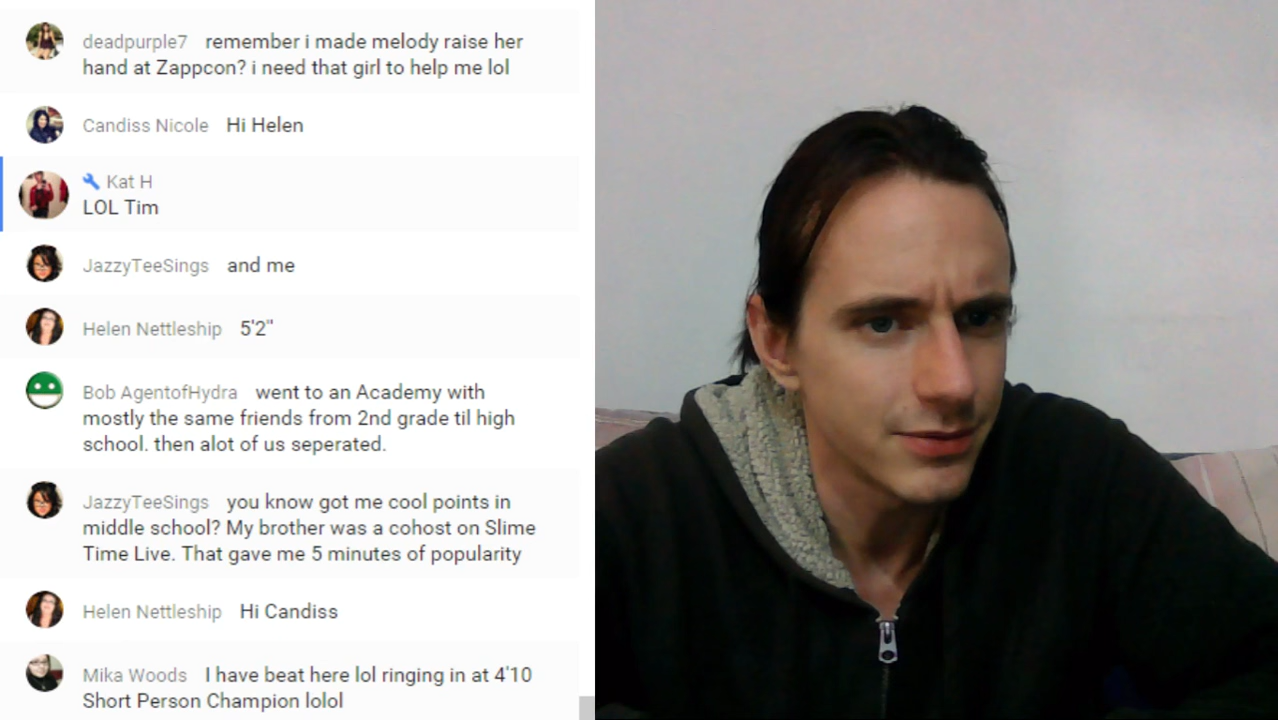 deadpurple7 remember i made melody raise her
hand at Zappcon? i need that girl to help me lol
Candiss Nicole Hi Helen
Kat H
LOL Tim
JazzyTeeSings and me
Helen Nettleship 5'2"
Bob AgentofHydra went to an Academy with
mostly the same friends from 2nd grade til high
school. then alot of us seperated.
JazzyTeeSings you know got me cool points in
middle school? My brother was a cohost on Slime
Time Live. That gave me 5 minutes of popularity
Helen Nettleship Hi Candiss
Mika Woods I have beat here lol ringing in at 4'10
Short Person Champion lolol